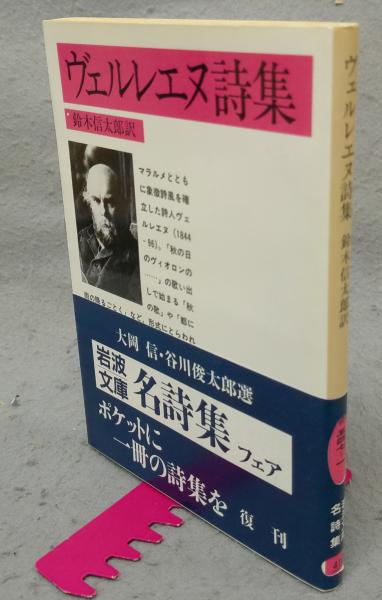 ヴェルレエヌ詩集
鈴木信太郎訳
マラルメととも
に象徴詩風を確
立した詩人ヴェ
ルレエヌ（1844
-96）。「秋の日
のヴィオロンの
……」の歌い出
しで始まる「秋
の歌」や「都に
雨の降るごとく」など、形式にとらわれ
大岡 信・谷川俊太郎選
岩波
文庫
名詩集 フェア
ポケットに
一冊の詩集を
復刊
ヴェルレエヌ詩集
鈴木信太郎訳
名詩集